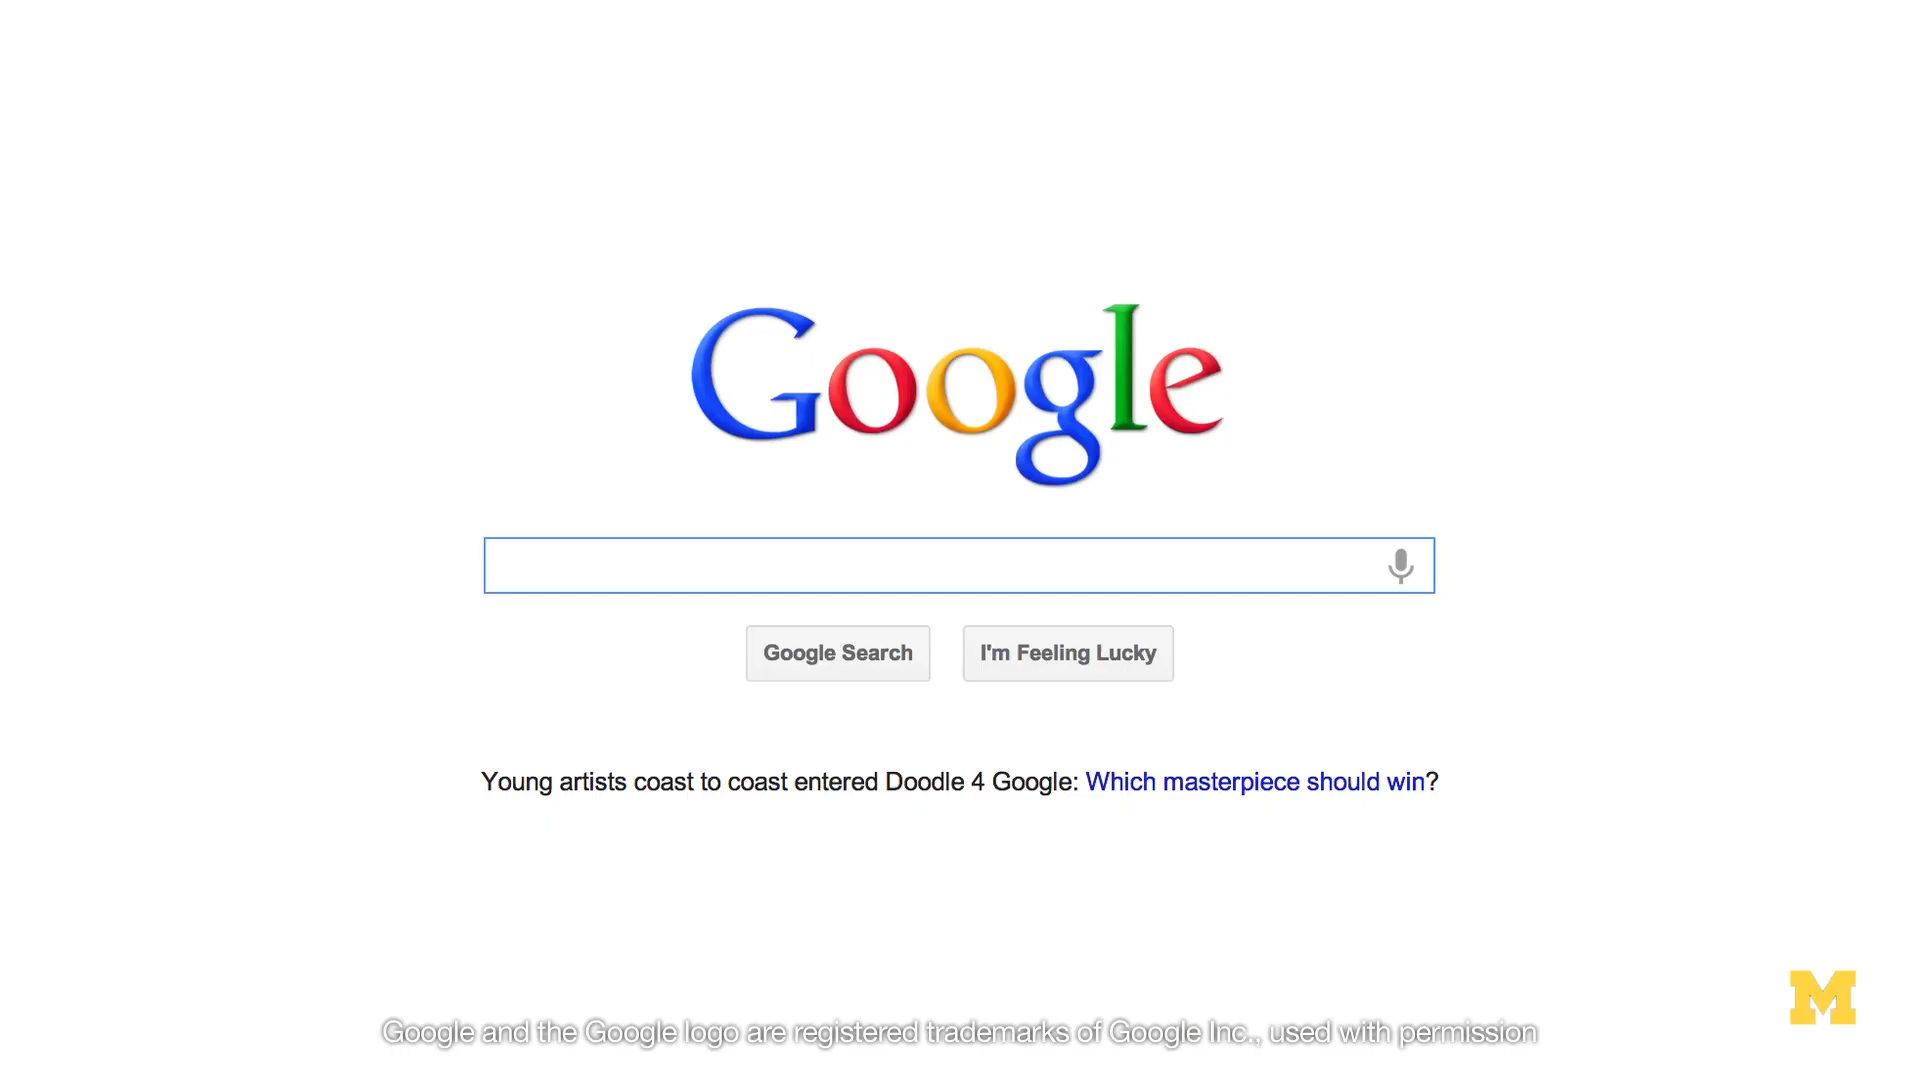 Google
Google Search
I'm Feeling Lucky
Young artists coast to coast entered Doodle 4 Google: Which masterpiece should win?
M
Google and the Google logo are registered trademarks of Google Inc., used with permission